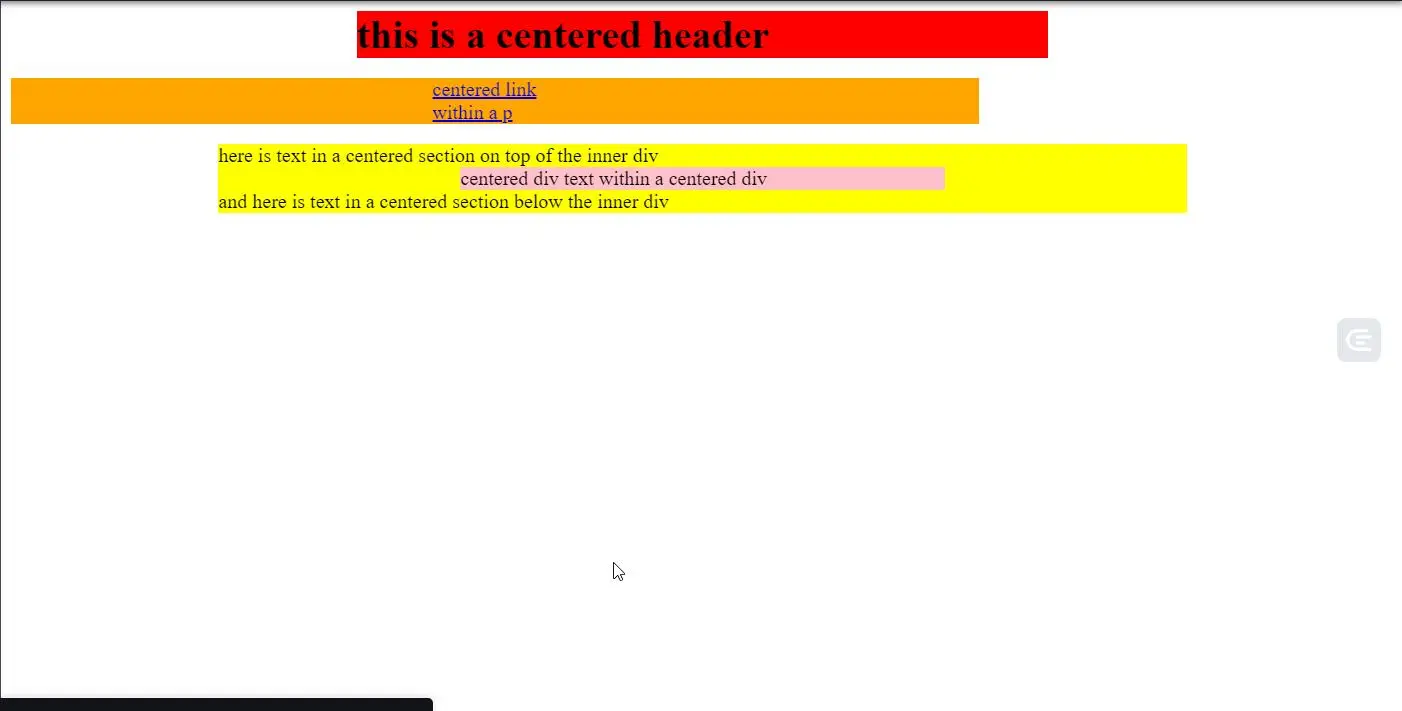 this is a centered header
centered link
within a p
here is text in a centered section on top of the inner div
centered div text within a centered div
and here is text in a centered section below the inner div